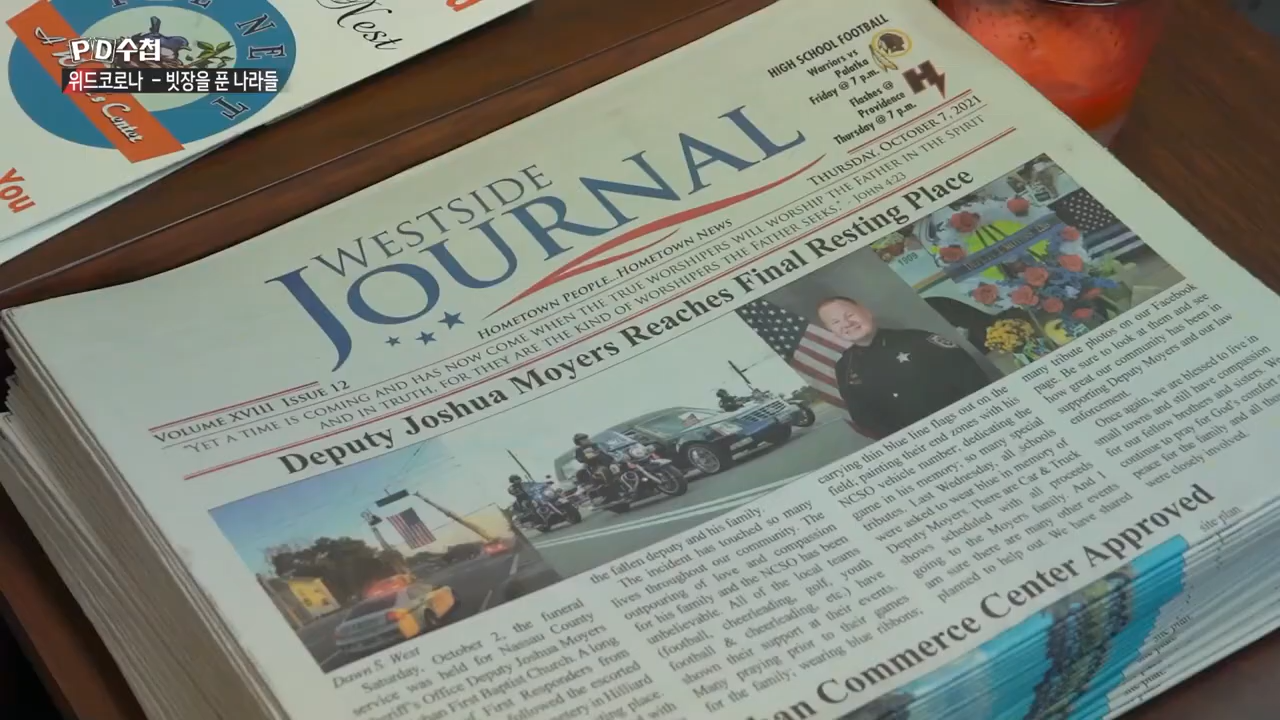 PD수첩
위드코로나 - 빗장을 푼 나라들
Nest
Center
You
HIGH SCHOOL FOOTBALL
Warriors vs
Palatka
Friday @ 7 p.m.
Flashes @
Providence
Thursday @ 7 p.m.
WESTSIDE
JOURNAL
HOMETOWN PEOPLE...HOMETOWN NEWS
VOLUME XVIII ISSUE 12
THURSDAY, OCTOBER 7, 2021
"YET A TIME IS COMING AND HAS NOW COME WHEN THE TRUE WORSHIPERS WILL WORSHIP THE FATHER IN THE SPIRIT
AND IN TRUTH, FOR THEY ARE THE KIND OF WORSHIPERS THE FATHER SEEKS." - JOHN 4:23
Deputy Joshua Moyers Reaches Final Resting Place
Dawn S. West
Saturday, October 2, the funeral
service was held for Nassau County
Office Deputy Joshua Moyers
First Baptist Church. A long
of First Responders from
followed the escorted
in Hilliard
place.
with
the fallen deputy and his family.
The incident has touched so many
lives throughout our community. The
outpouring of love and compassion
for his family and the NCSO has been
unbelievable. All of the local teams
(football, cheerleading, golf, youth
football & cheerleading, etc) have
shown their support at their events.
Many praying prior to their games
for the family, wearing blue ribbons,
carrying thin blue line flags out on the
field, painting their end zones with his
NCSO vehicle number, dedicating the
game in his memory; so many special
tributes. Last Wednesday, all schools
were asked to wear blue in memory of
Deputy Moyers. There are Car & Truck
shows scheduled with all proceeds
going to the Moyers family. And I
am sure there are many other events
planned to help out. We have shared
many tribute photos on our Facebook
page. Be sure to look at them and see
how great our community has been in
supporting Deputy Moyers and our law
enforcement.
Once again, we are blessed to live in
small towns and still have compassion
for our fellow brothers and sisters. We
continue to pray for God's comfort
peace for the family and all the
were closely involved.
Commerce Center Approved
site plan